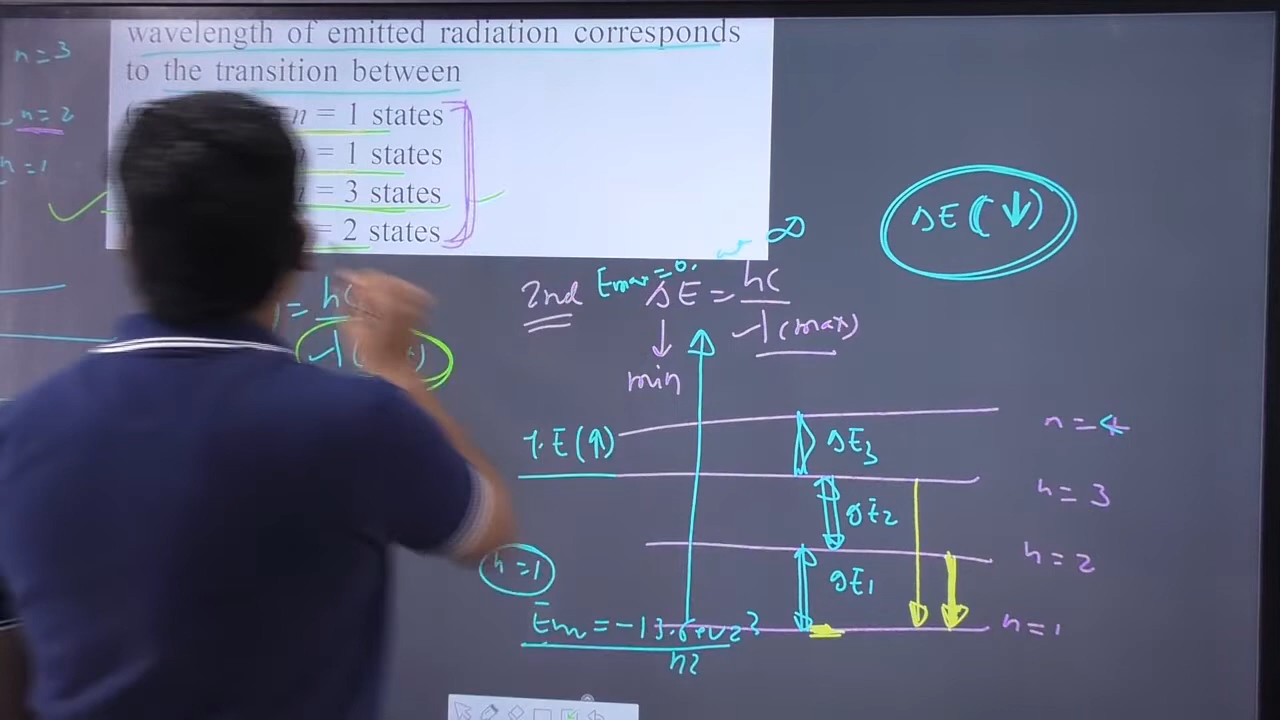 wavelength of emitted radiation corresponds
to the transition between
n = 1 states
= 1 states
= 3 states
= 2 states
n=3
n=2
n=1
= hc
2nd
Emax=0.
∞
ΔE = hc
λ(max)
min
ΔE(↓)
T.E(↑)
ΔE3
ΔE2
ΔE1
n=4
n=3
n=2
n=1
n=1
En = -13.6eV z2
n2